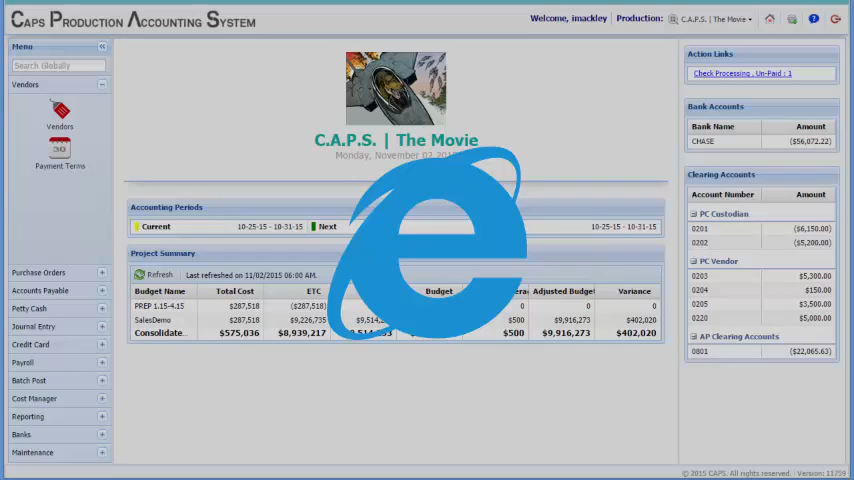 CAPS PRODUCTION ACCOUNTING SYSTEM
Welcome, imackley
Production: C.A.P.S. | The Movie
Menu
Search Globally
Vendors
Vendors
30
Payment Terms
Purchase Orders
Accounts Payable
Petty Cash
Journal Entry
Credit Card
Payroll
Batch Post
Cost Manager
Reporting
Banks
Maintenance
C.A.P.S. | The Movie
Monday, November 02,
Accounting Periods
Current 10-25-15 - 10-31-15 Next 10-25-15 - 10-31-15
Project Summary
Refresh Last refreshed on 11/02/2015 06:00 AM.
Budget Name Total Cost ETC Budget Adjusted Budget Variance
PREP 1.15-4.15 $287,518 ($287,518) 0 0 0
SalesDemo $287,518 $9,226,735 $500 $9,916,273 $402,020
Consolidate... $575,036 $8,939,217 $500 $9,916,273 $402,020
Action Links
Check Processing . Un-Paid : 1
Bank Accounts
Bank Name Amount
CHASE ($56,072.22)
Clearing Accounts
Account Number Amount
PC Custodian
0201 ($6,150.00)
0202 ($5,200.00)
PC Vendor
0203 $5,300.00
0204 $150.00
0205 $3,500.00
0220 $5,000.00
AP Clearing Accounts
0801 ($22,065.63)
© 2015 CAPS. All rights reserved. Version: 11759